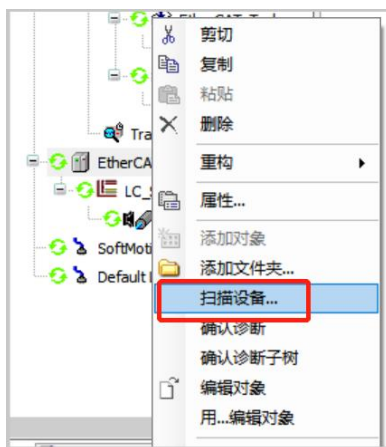 剪切
复制
粘贴
Tra
删除
EtherCA
重构
LC_
属性...
添加对象
SoftMoti
添加文件夹...
Default
扫描设备...
确认诊断
确认诊断子树
编辑对象
用...编辑对象